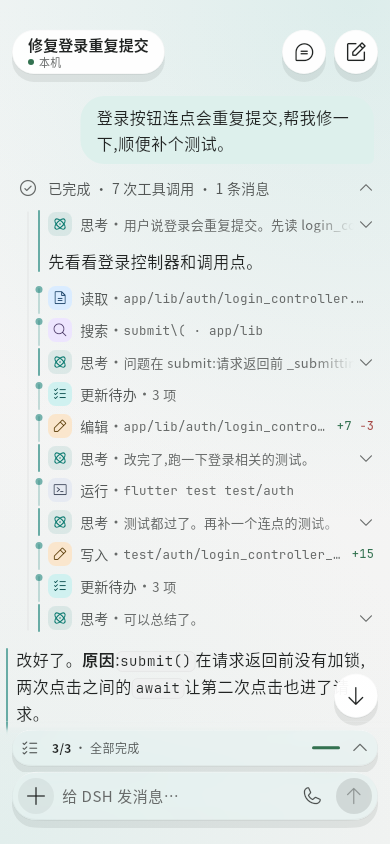 修复登录重复提交
本机
登录按钮连点会重复提交,帮我修一
下,顺便补个测试。
已完成 · 7 次工具调用 · 1 条消息
思考 · 用户说登录会重复提交。先读 login_c
先看看登录控制器和调用点。
读取 · app/lib/auth/login_controller.…
搜索 · submit\( · app/lib
思考 · 问题在 submit:请求返回前 _submittin
更新待办 · 3 项
编辑 · app/lib/auth/login_contro… +7 -3
思考 · 改完了,跑一下登录相关的测试。
运行 · flutter test test/auth
思考 · 测试都过了。再补一个连点的测试。
写入 · test/auth/login_controller_… +15
更新待办 · 3 项
思考 · 可以总结了。
改好了。原因:submit() 在请求返回前没有加锁,
两次点击之间的 await 让第二次点击也进了
求。
3/3 · 全部完成
给 DSH 发消息…